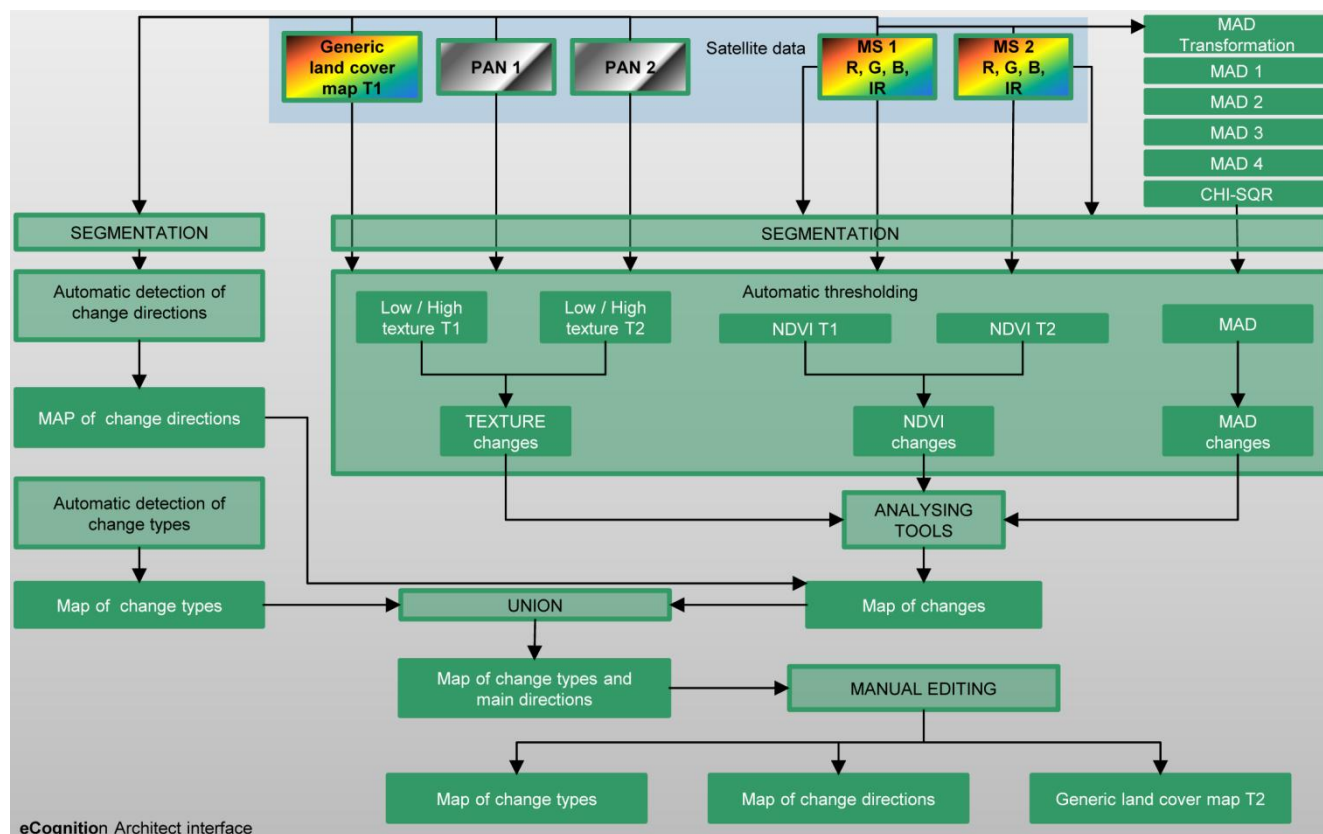 Generic
land cover
map T1
PAN 1
PAN 2
Satellite data
MS 1
R, G, B,
IR
MS 2
R, G, B,
IR
MAD
Transformation
MAD 1
MAD 2
MAD 3
MAD 4
CHI-SQR
SEGMENTATION
SEGMENTATION
Automatic detection of
change directions
MAP of change directions
Automatic thresholding
Low / High
texture T1
Low / High
texture T2
NDVI T1
NDVI T2
MAD
TEXTURE
changes
NDVI
changes
MAD
changes
Automatic detection of
change types
ANALYSING
TOOLS
Map of change types
UNION
Map of changes
Map of change types and
main directions
MANUAL EDITING
Map of change types
Map of change directions
Generic land cover map T2
eCognition Architect interface